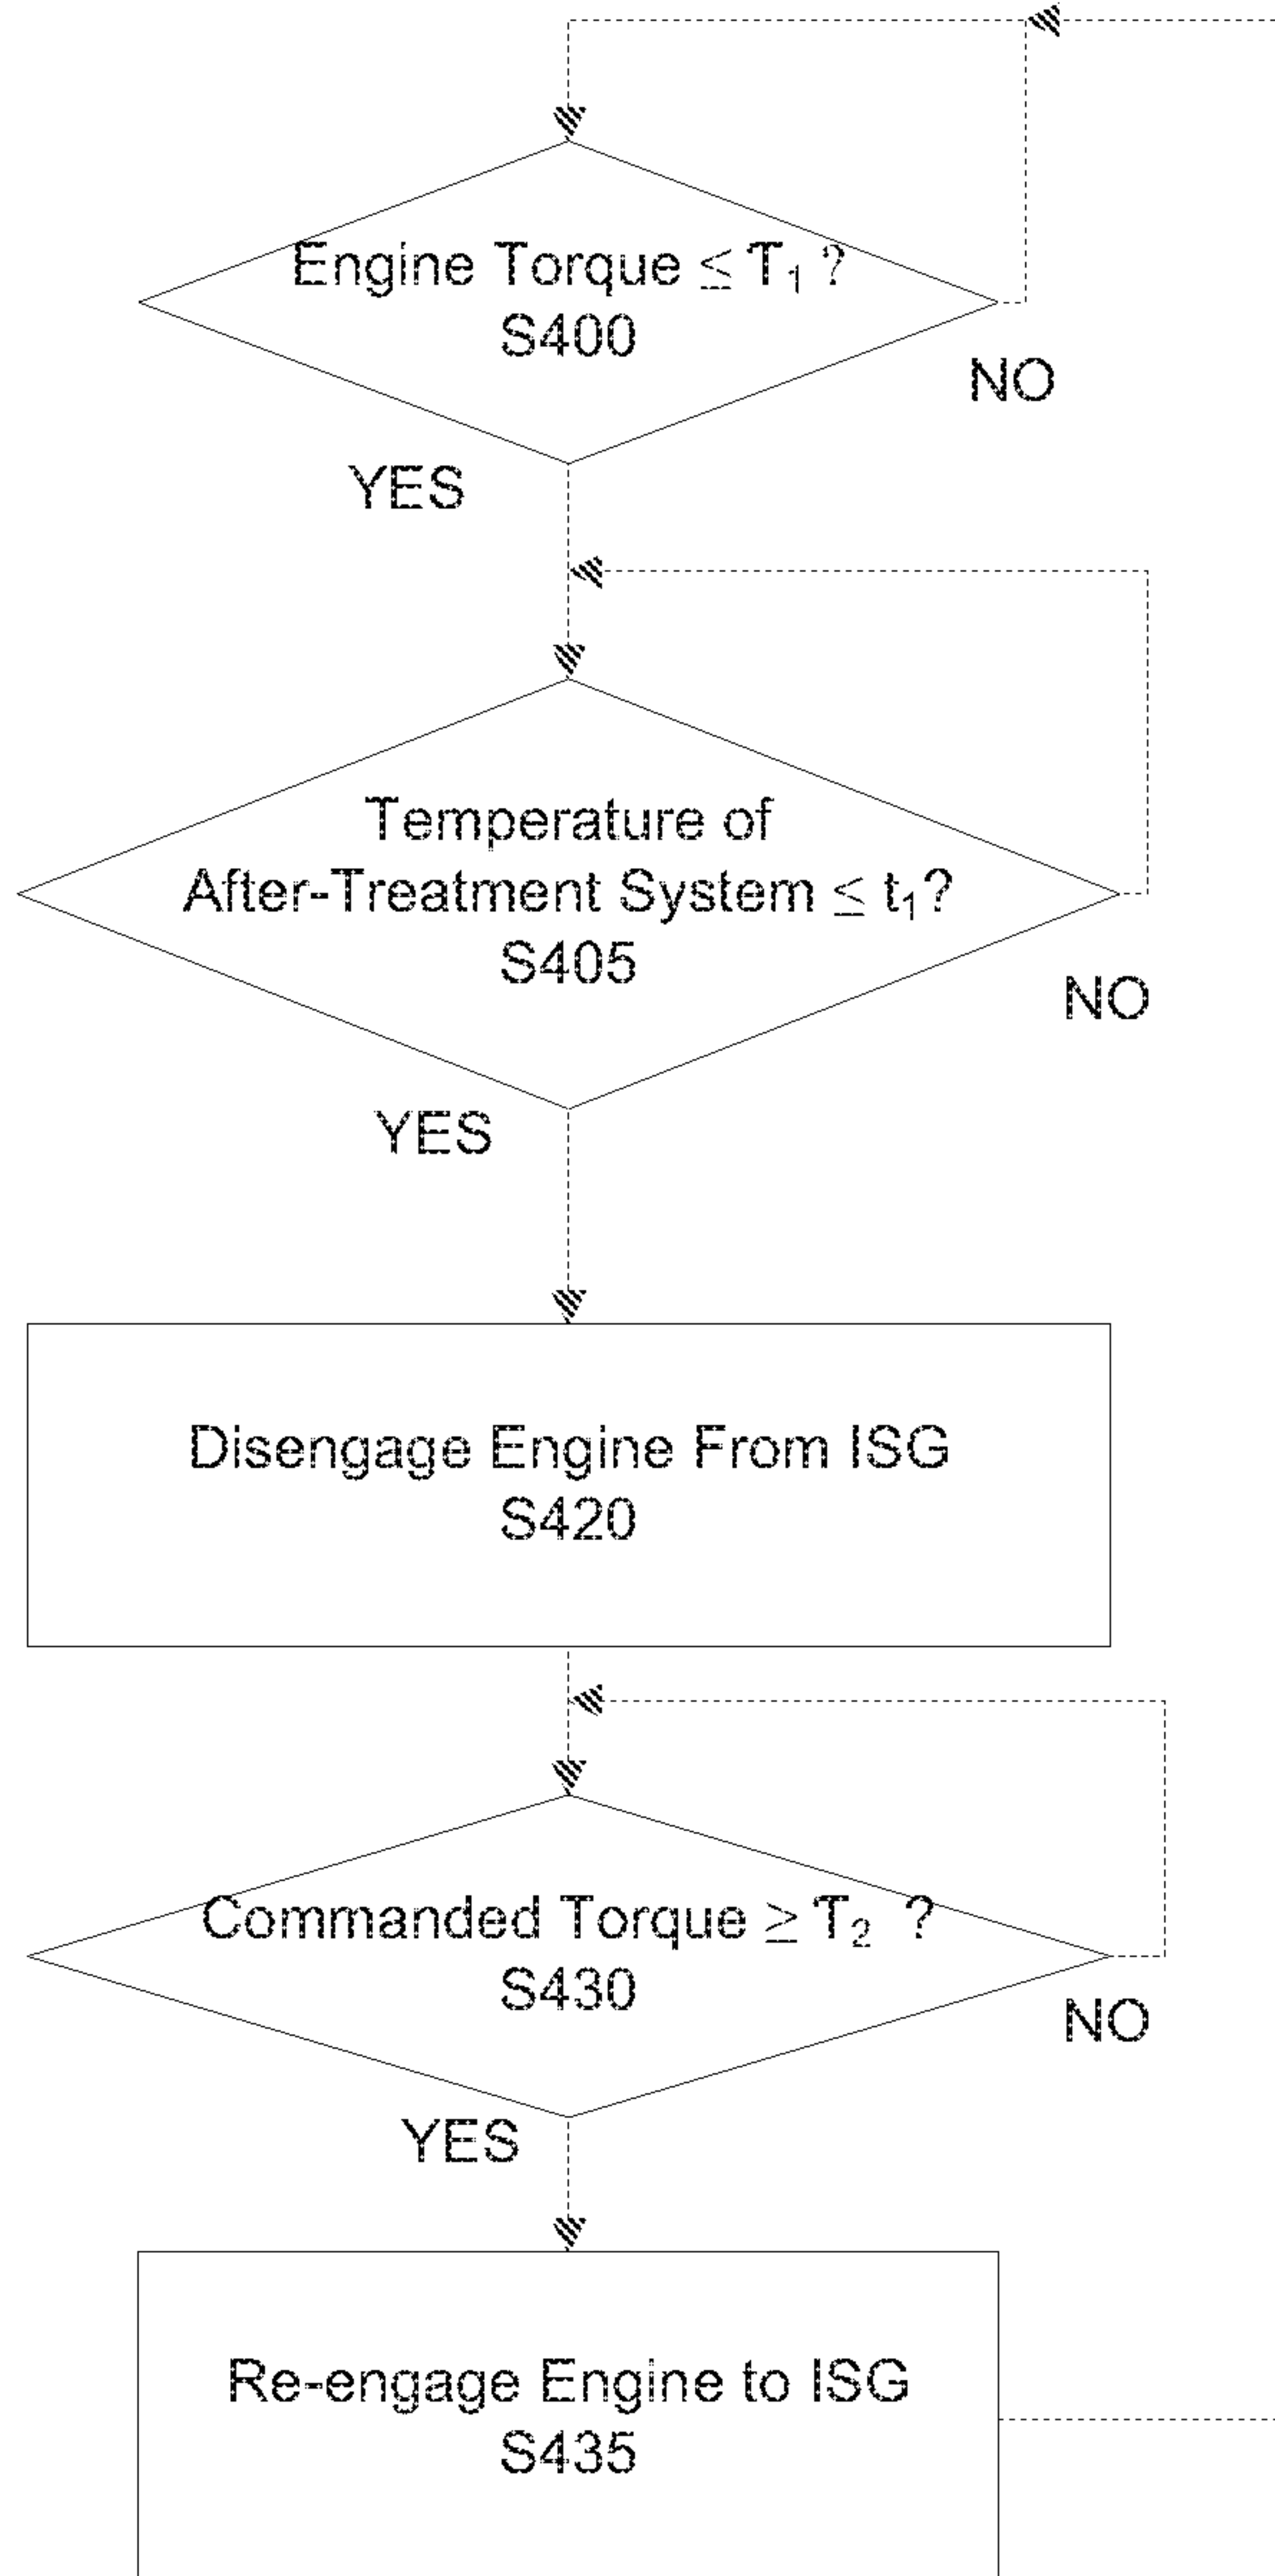 Engine Torque ≤ T₁ ?
S400
NO
YES
Temperature of
After-Treatment System ≤ t₁?
S405
NO
YES
Disengage Engine From ISG
S420
Commanded Torque ≥ T₂ ?
S430
NO
YES
Re-engage Engine to ISG
S435